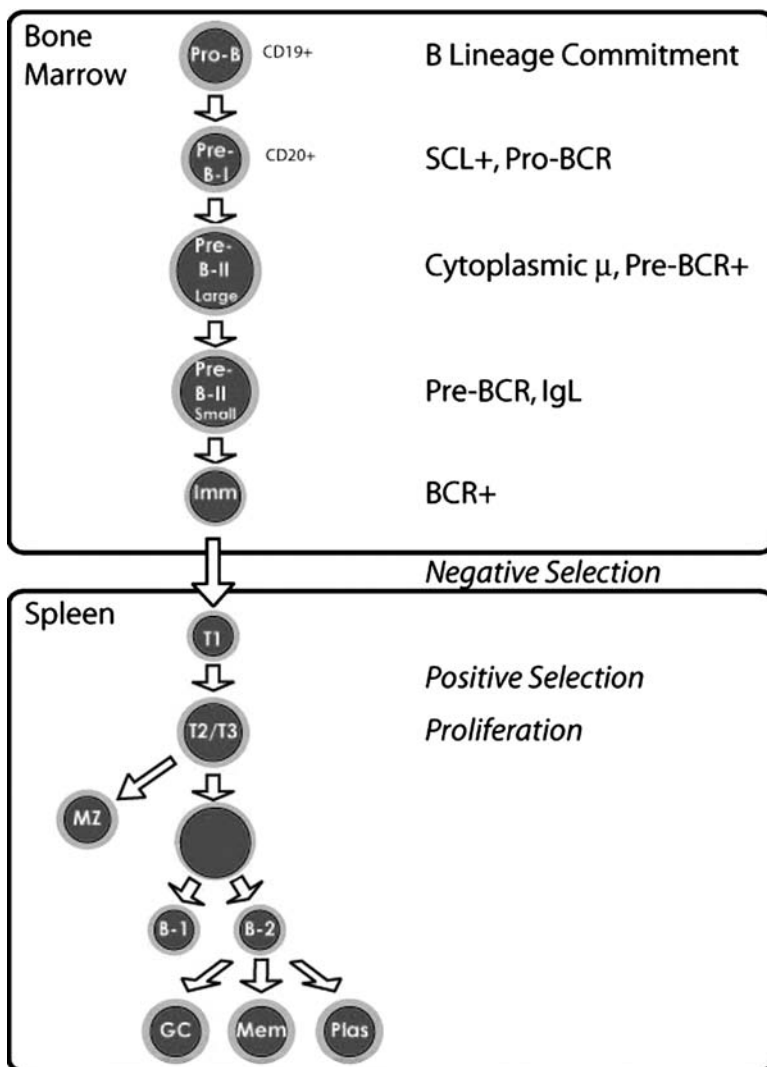 Bone
Marrow
Pro-B
CD19+
B Lineage Commitment
Pre-
B-I
CD20+
SCL+, Pro-BCR
Pre-
B-II
Large
Cytoplasmic μ, Pre-BCR+
Pre-
B-II
Small
Pre-BCR, IgL
Imm
BCR+
Negative Selection
Spleen
T1
Positive Selection
T2/T3
Proliferation
MZ
B-1
B-2
GC
Mem
Plas